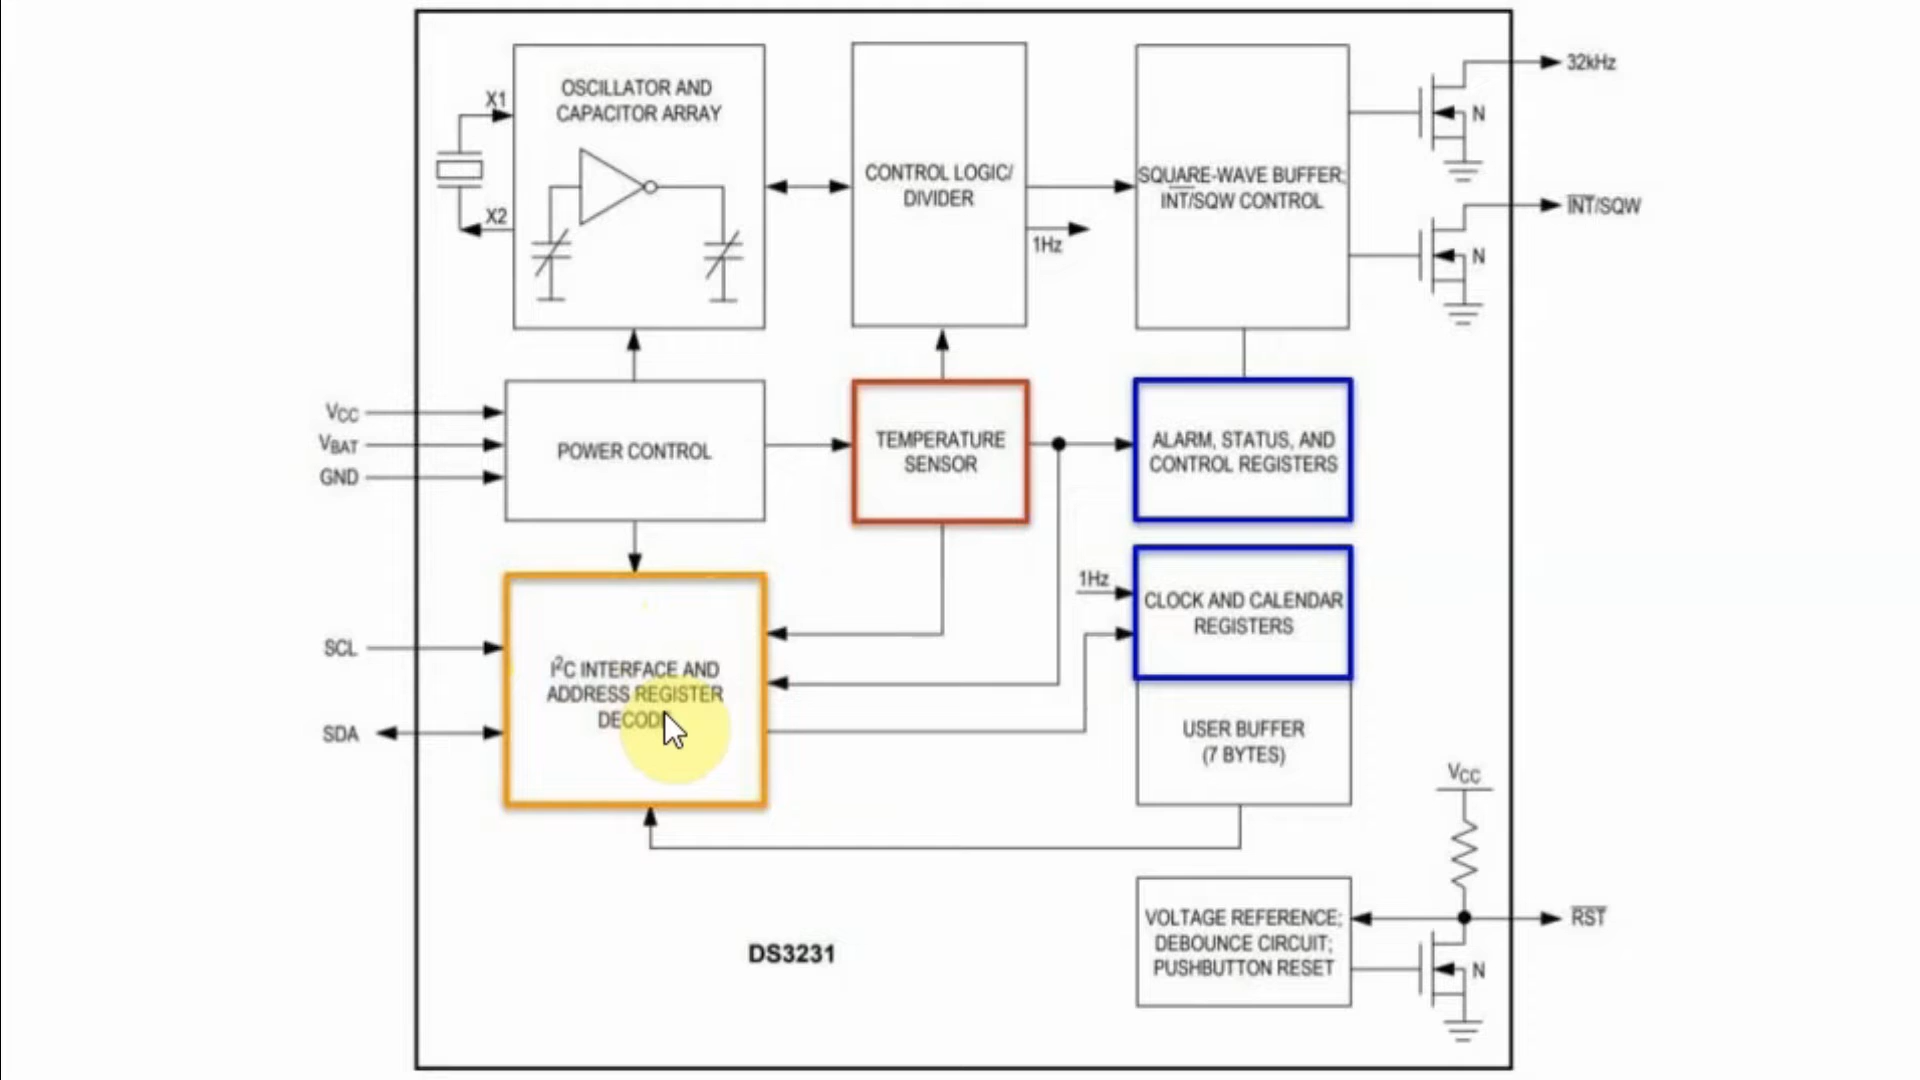 OSCILLATOR AND
CAPACITOR ARRAY
X1
X2
CONTROL LOGIC/
DIVIDER
1Hz
SQUARE-WAVE BUFFER;
INT/SQW CONTROL
32kHz
N
INT/SQW
N
VCC
VBAT
GND
POWER CONTROL
TEMPERATURE
SENSOR
ALARM, STATUS, AND
CONTROL REGISTERS
1Hz
CLOCK AND CALENDAR
REGISTERS
SCL
SDA
I²C INTERFACE AND
ADDRESS REGISTER
DECODE
USER BUFFER
(7 BYTES)
VCC
VOLTAGE REFERENCE;
DEBOUNCE CIRCUIT;
PUSHBUTTON RESET
RST
N
DS3231